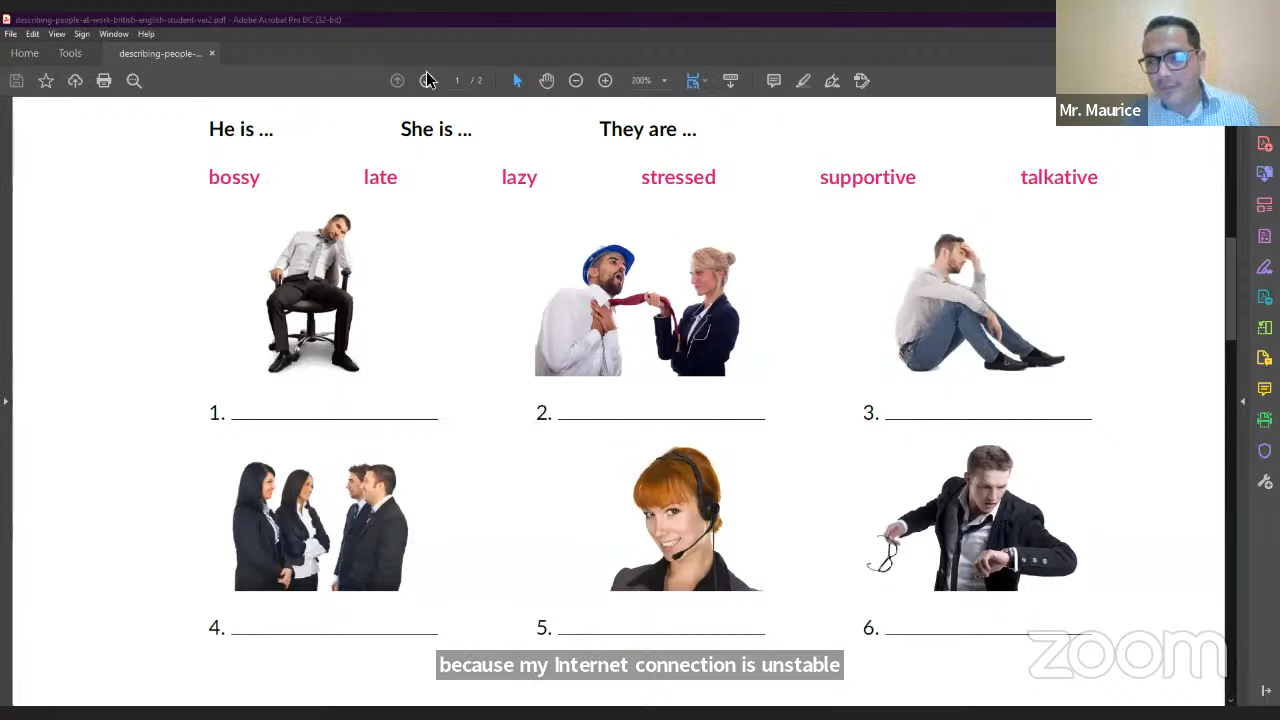 describing-people-at-work-british-english-student-ver2.pdf - Adobe Acrobat Pro DC (32-bit)
File Edit View Sign Window Help
Home Tools describing-people-... ×
1 / 2 200%
Mr. Maurice
He is ... She is ... They are ...
bossy late lazy stressed supportive talkative
1. 2. 3.
4. 5. 6.
zoom
because my Internet connection is unstable